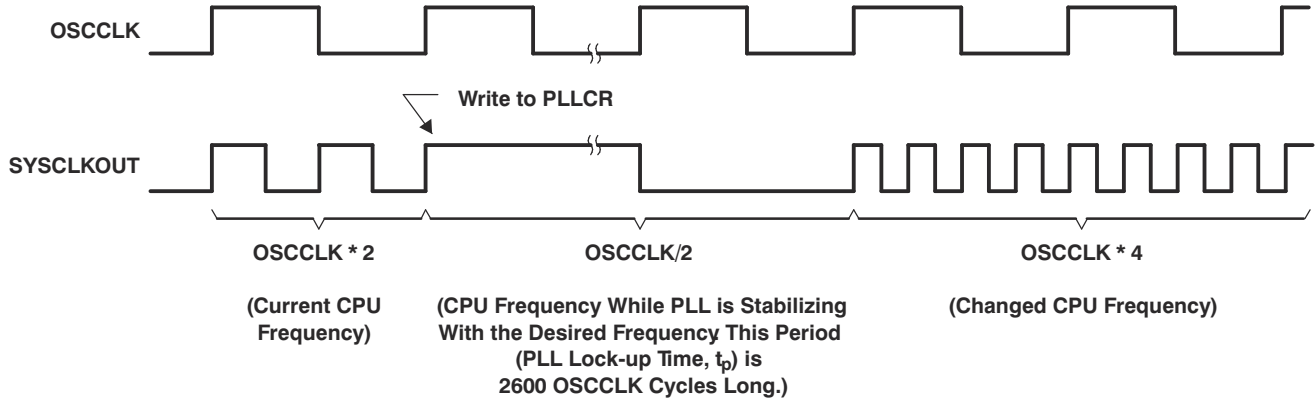 OSCCLK
Write to PLLCR
SYSCLKOUT
OSCCLK * 2
(Current CPU
Frequency)
OSCCLK/2
(CPU Frequency While PLL is Stabilizing
With the Desired Frequency. This Period
(PLL Lock-up Time, tp) is
2600 OSCCLK Cycles Long.)
OSCCLK * 4
(Changed CPU Frequency)